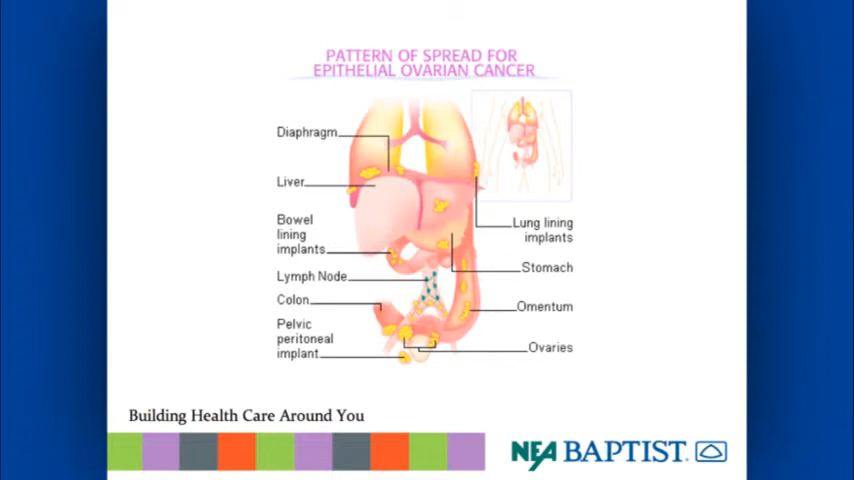 PATTERN OF SPREAD FOR
EPITHELIAL OVARIAN CANCER
Diaphragm
Liver
Bowel
lining
implants
Lymph Node
Colon
Pelvic
peritoneal
implant
Lung lining
implants
Stomach
Omentum
Ovaries
Building Health Care Around You
NEA BAPTIST